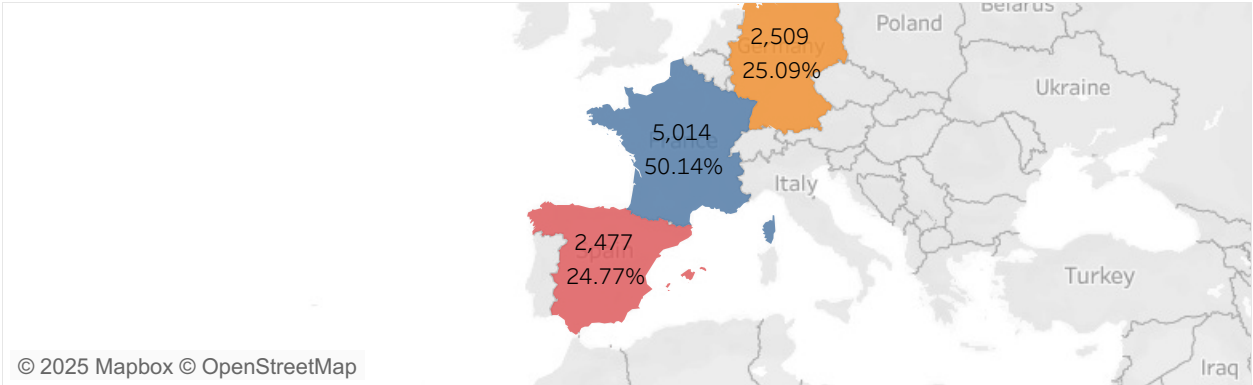 Belarus
Poland
2,509
Germany
25.09%
Ukraine
5,014
France
50.14%
Italy
2,477
Spain
24.77%
Turkey
Iraq
© 2025 Mapbox © OpenStreetMap